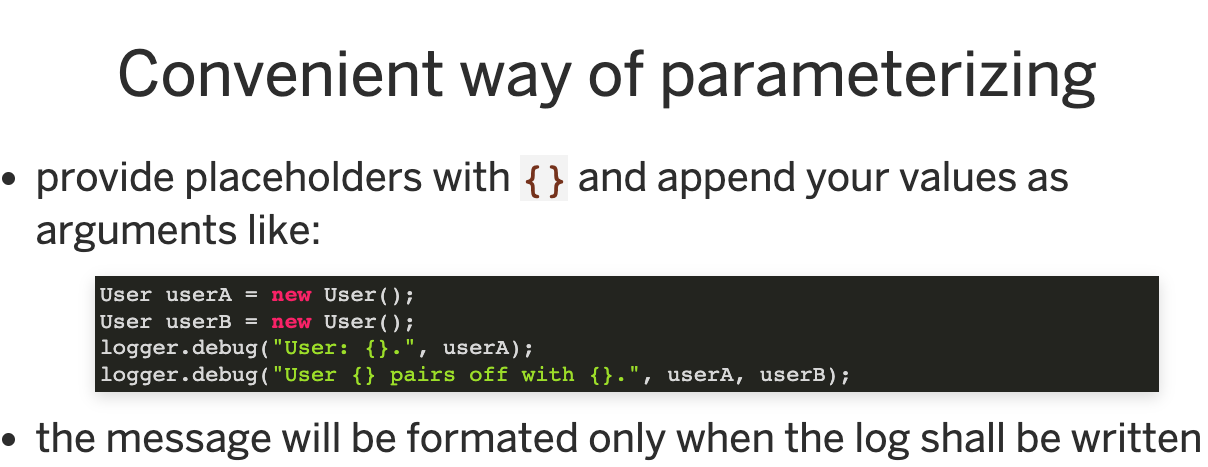 Convenient way of parameterizing
• provide placeholders with {} and append your values as
arguments like:
User userA = new User();
User userB = new User();
logger.debug("User: {}.", userA);
logger.debug("User {} pairs off with {}.", userA, userB);
• the message will be formated only when the log shall be written